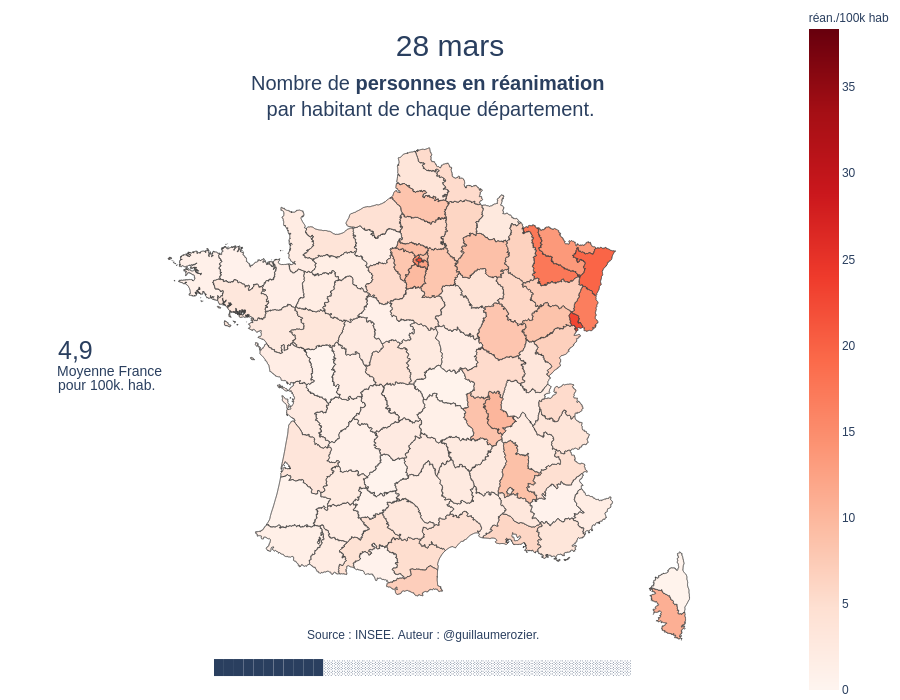 réan./100k hab
28 mars
Nombre de personnes en réanimation
par habitant de chaque département.
35
30
25
20
15
10
5
0
4,9
Moyenne France
pour 100k. hab.
Source : INSEE. Auteur : @guillaumerozier.